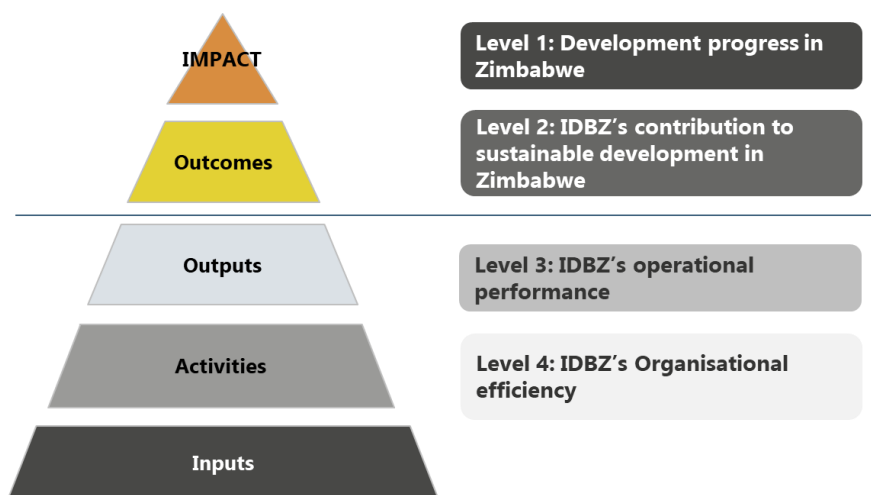 IMPACT
Level 1: Development progress in
Zimbabwe
Outcomes
Level 2: IDBZ’s contribution to
sustainable development in
Zimbabwe
Outputs
Level 3: IDBZ’s operational
performance
Activities
Level 4: IDBZ’s Organisational
efficiency
Inputs